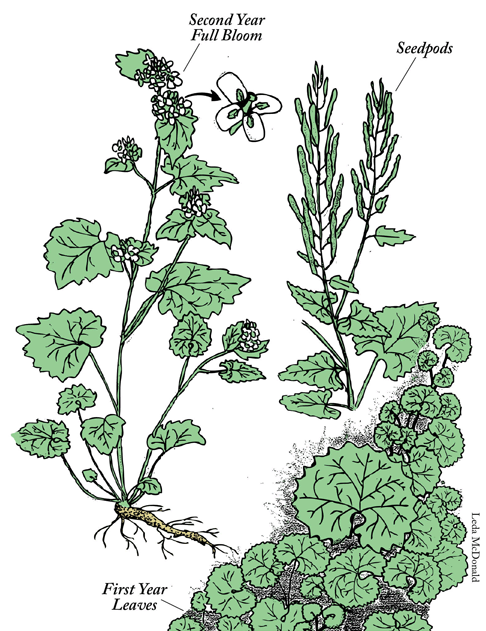 Second Year
Full Bloom
Seedpods
First Year
Leaves
Leda McDonald